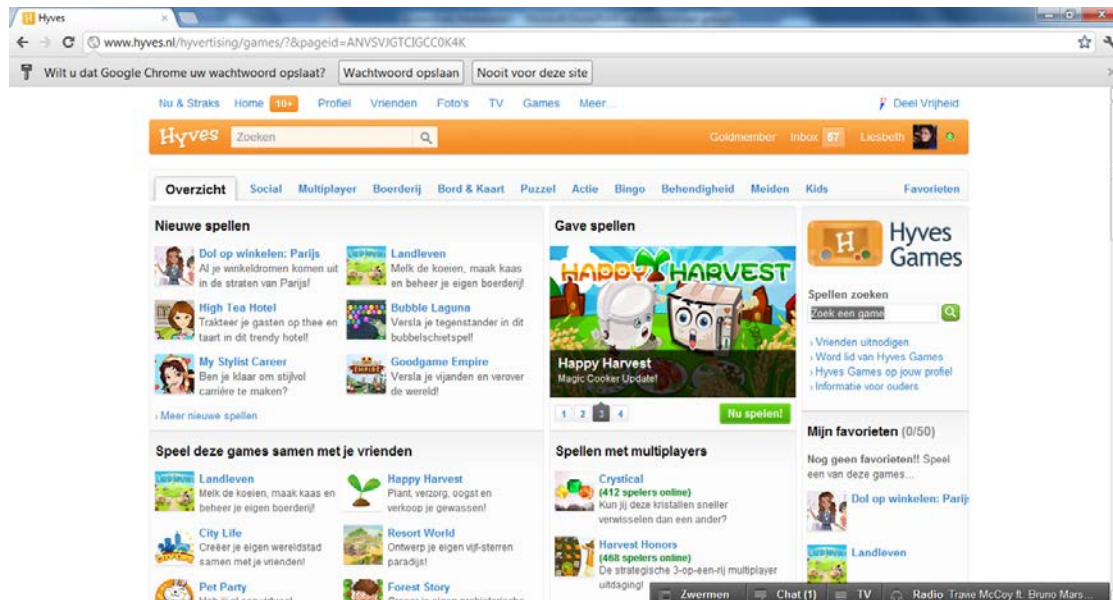 Hyves
www.hyves.nl/hyvertising/games/?&pageid=ANVSVJGTCIGCC0K4K
Wilt u dat Google Chrome uw wachtwoord opslaat? Wachtwoord opslaan Nooit voor deze site
Nu & Straks Home 10+ Profiel Vrienden Foto's TV Games Meer... Deel Vrijheid
Hyves Zoeken Goldmember Inbox 57 Liesbeth
Overzicht Social Multiplayer Boerderij Bord & Kaart Puzzel Actie Bingo Behendigheid Meiden Kids Favorieten
Nieuwe spellen
Dol op winkelen: Parijs
Al je winkeldromen komen uit
in de straten van Parijs!
Landleven
Melk de koeien, maak kaas
en beheer je eigen boerderij!
High Tea Hotel
Trakteer je gasten op thee en
taart in dit trendy hotel!
Bubble Laguna
Versla je tegenstander in dit
bubbelschietspel!
My Stylist Career
Ben je klaar om stijlvol
carrière te maken?
Goodgame Empire
Versla je vijanden en verover
de wereld!
› Meer nieuwe spellen
Gave spellen
HAPPY HARVEST
Happy Harvest
Magic Cooker Update!
1 2 3 4 Nu spelen!
H
Hyves
Games
Spellen zoeken
Zoek een game
› Vrienden uitnodigen
› Word lid van Hyves Games
› Hyves Games op jouw profiel
› Informatie voor ouders
Speel deze games samen met je vrienden
Landleven
Melk de koeien, maak kaas en
beheer je eigen boerderij!
Happy Harvest
Plant, verzorg, oogst en
verkoop je gewassen!
City Life
Creëer je eigen wereldstad
samen met je vrienden!
Resort World
Ontwerp je eigen vijf-sterren
paradijs!
Pet Party
Forest Story
Spellen met multiplayers
Crystical
(412 spelers online)
Kun jij deze kristallen sneller
verwisselen dan een ander?
Harvest Honors
(468 spelers online)
De strategische 3-op-een-rij multiplayer
uitdaging!
Mijn favorieten (0/50)
Nog geen favorieten!! Speel
een van deze games...
Dol op winkelen: Parijs
Landleven
Zwermen Chat (1) TV Radio Travie McCoy ft. Bruno Mars...